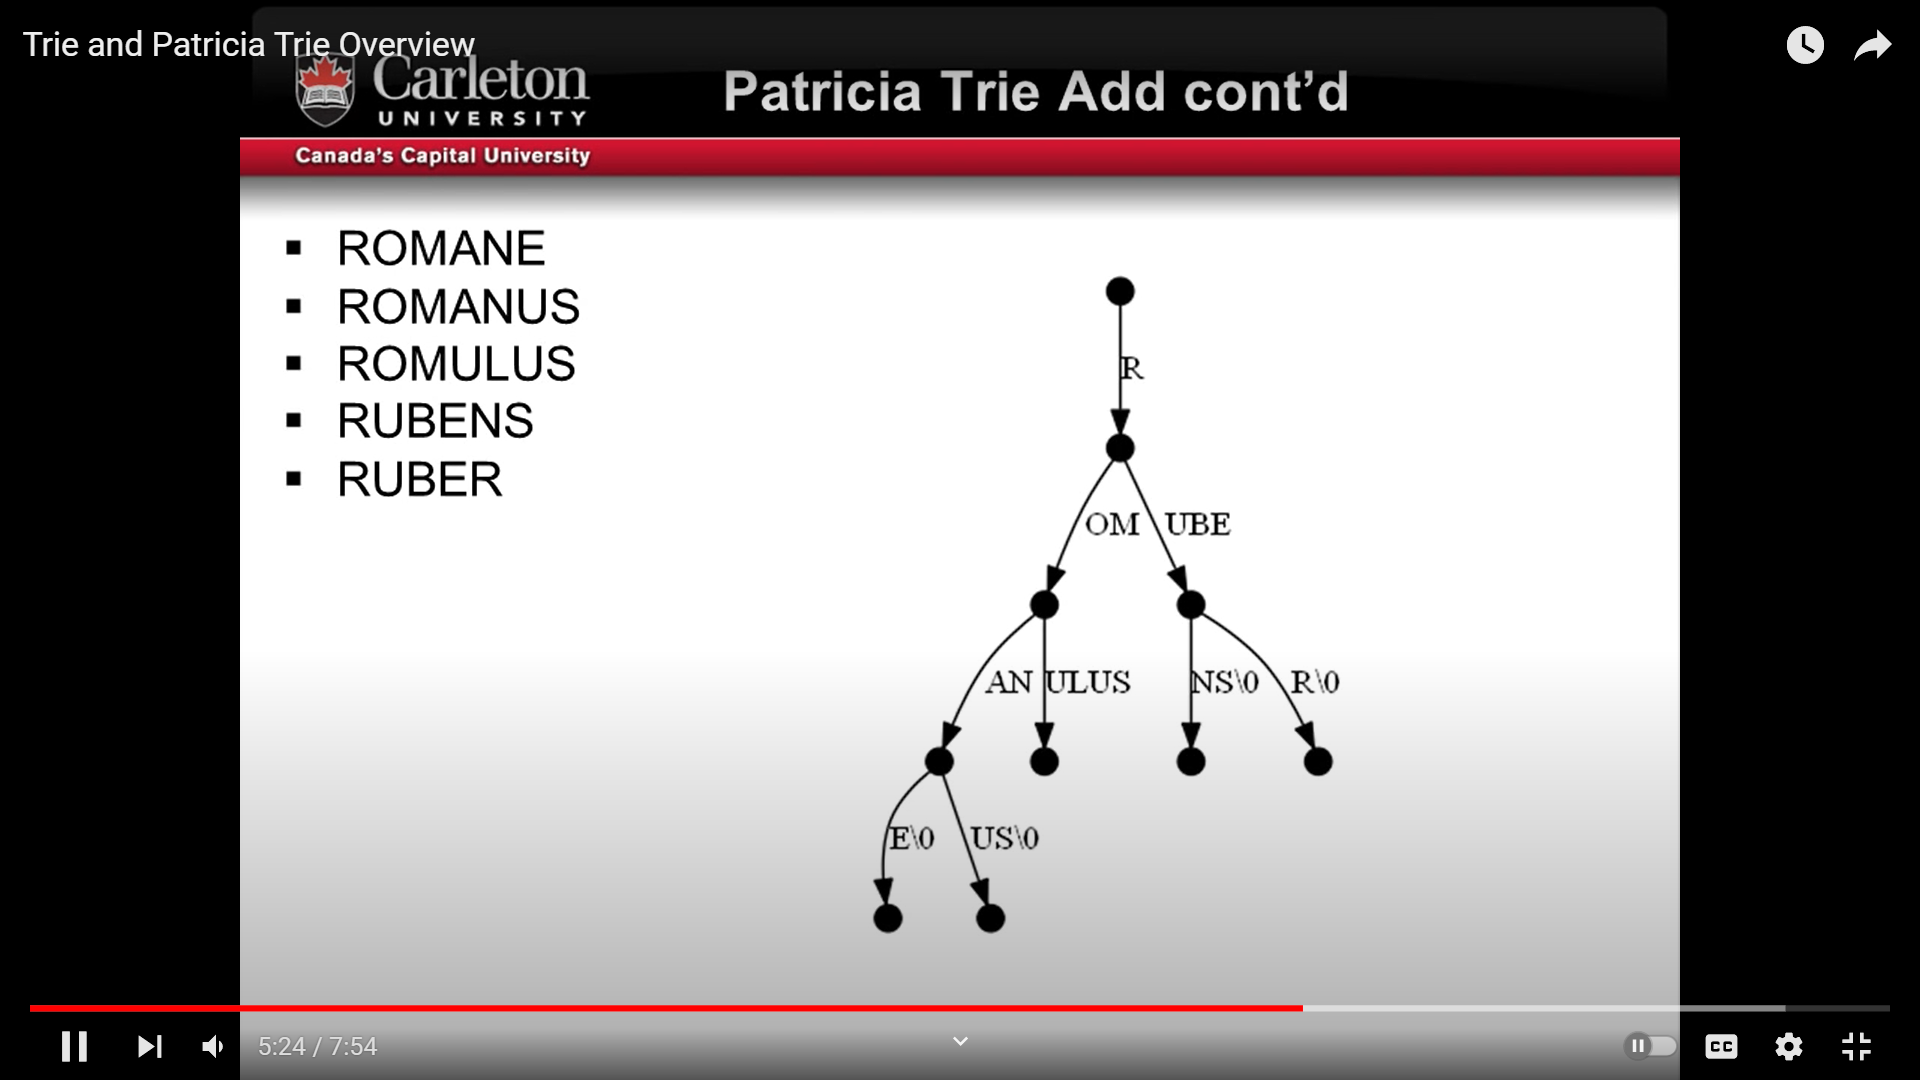 Trie and Patricia Trie Overview
Carleton
UNIVERSITY
Canada's Capital University
Patricia Trie Add cont'd
▪ ROMANE
▪ ROMANUS
▪ ROMULUS
▪ RUBENS
▪ RUBER
R
OM UBE
AN ULUS NS\0 R\0
E\0 US\0
5:24 / 7:54
CC